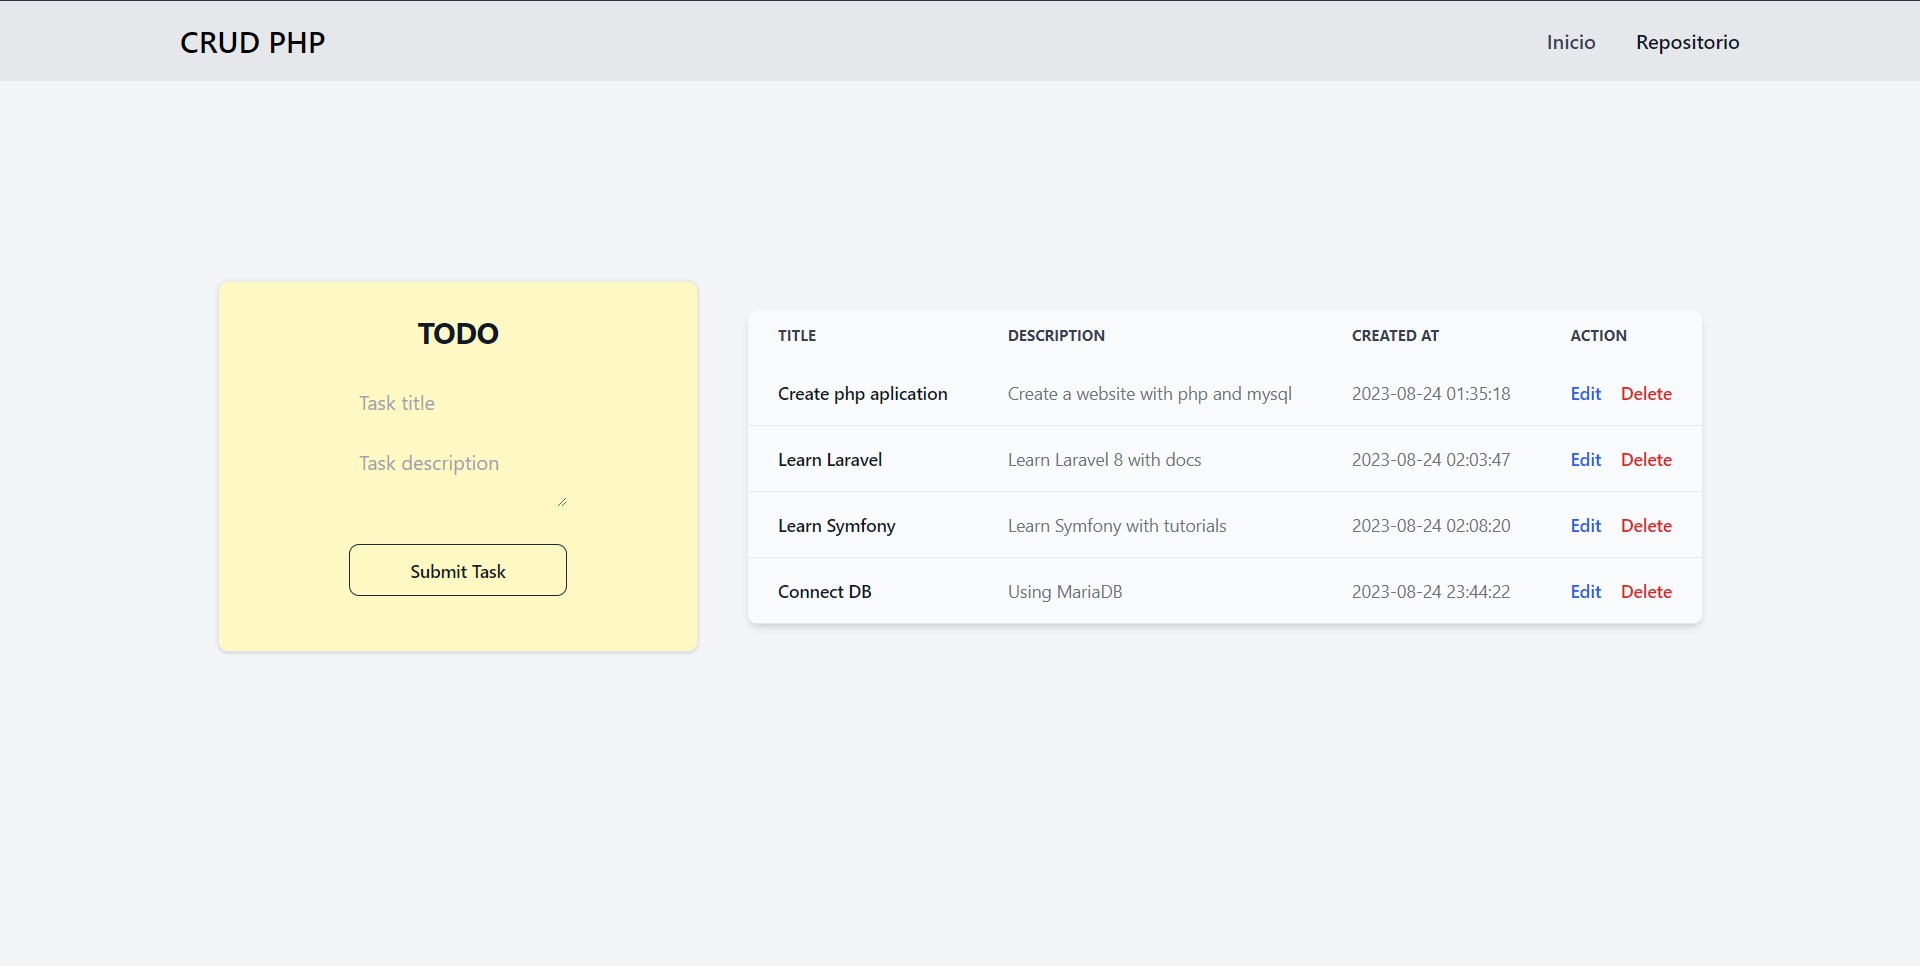 CRUD PHP
Inicio Repositorio
TODO
Task title
Task description
Submit Task
TITLE DESCRIPTION CREATED AT ACTION
Create php aplication Create a website with php and mysql 2023-08-24 01:35:18 Edit Delete
Learn Laravel Learn Laravel 8 with docs 2023-08-24 02:03:47 Edit Delete
Learn Symfony Learn Symfony with tutorials 2023-08-24 02:08:20 Edit Delete
Connect DB Using MariaDB 2023-08-24 23:44:22 Edit Delete